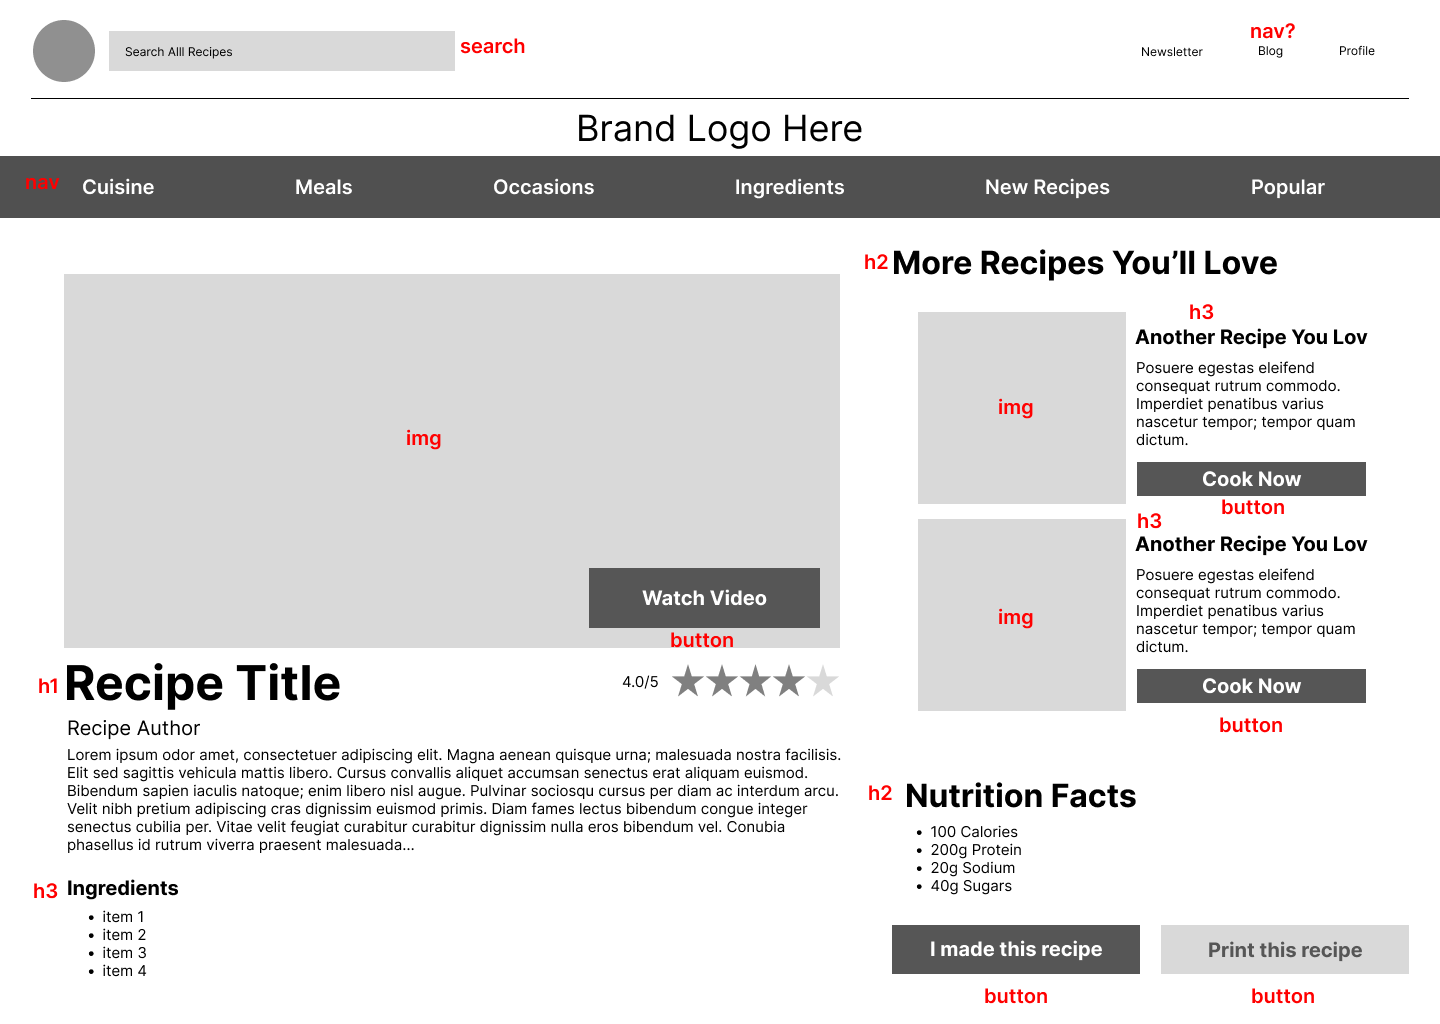 Search Alll Recipes
search
nav?
Newsletter
Blog
Profile
Brand Logo Here
nav
Cuisine
Meals
Occasions
Ingredients
New Recipes
Popular
img
Watch Video
button
h1
Recipe Title
4.0/5
Recipe Author
Lorem ipsum odor amet, consectetuer adipiscing elit. Magna aenean quisque urna; malesuada nostra facilisis.
Elit sed sagittis vehicula mattis libero. Cursus convallis aliquet accumsan senectus erat aliquam euismod.
Bibendum sapien iaculis natoque; enim libero nisl augue. Pulvinar sociosqu cursus per diam ac interdum arcu.
Velit nibh pretium adipiscing cras dignissim euismod primis. Diam fames lectus bibendum congue integer
senectus cubilia per. Vitae velit feugiat curabitur curabitur dignissim nulla eros bibendum vel. Conubia
phasellus id rutrum viverra praesent malesuada...
h3
Ingredients
• item 1
• item 2
• item 3
• item 4
h2
More Recipes You’ll Love
h3
Another Recipe You Lov
img
Posuere egestas eleifend
consequat rutrum commodo.
Imperdiet penatibus varius
nascetur tempor; tempor quam
dictum.
Cook Now
button
h3
Another Recipe You Lov
img
Posuere egestas eleifend
consequat rutrum commodo.
Imperdiet penatibus varius
nascetur tempor; tempor quam
dictum.
Cook Now
button
h2
Nutrition Facts
• 100 Calories
• 200g Protein
• 20g Sodium
• 40g Sugars
I made this recipe
Print this recipe
button
button